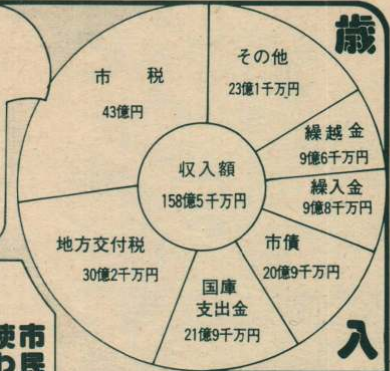 歳入
収入額
158億5千万円
市税
43億円
その他
23億1千万円
繰越金
9億6千万円
繰入金
9億8千万円
市債
20億9千万円
国庫
支出金
21億9千万円
地方交付税
30億2千万円
市民
使わ